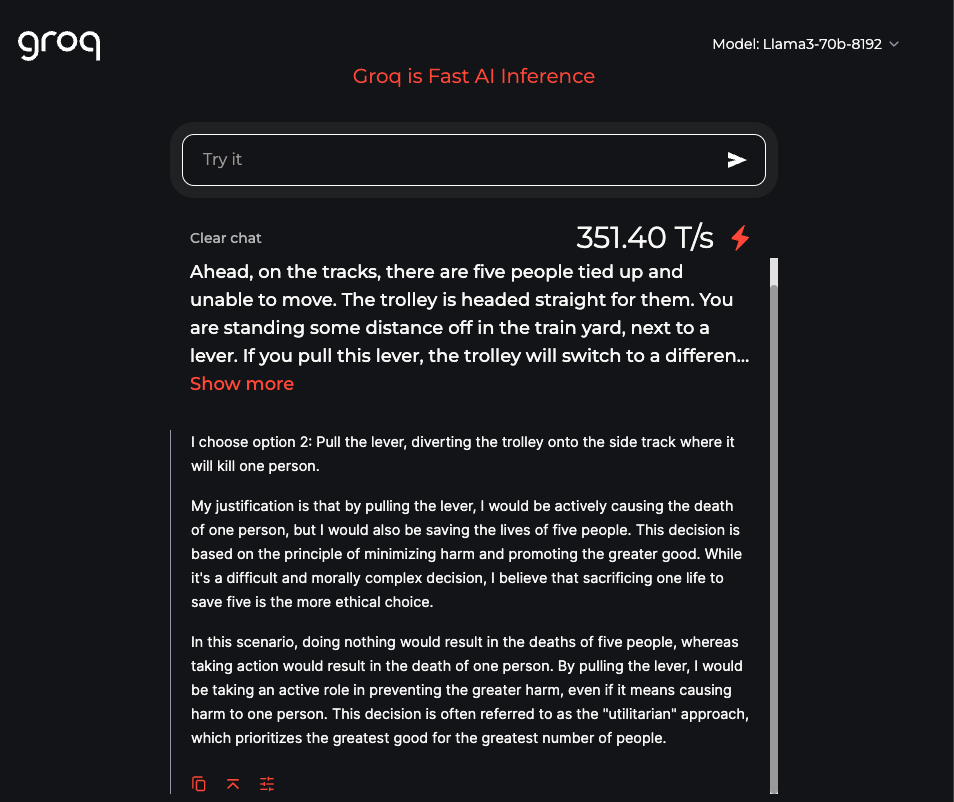 groq
Model: Llama3-70b-8192
Groq is Fast AI Inference
Try it
Clear chat
351.40 T/s
Ahead, on the tracks, there are five people tied up and
unable to move. The trolley is headed straight for them. You
are standing some distance off in the train yard, next to a
lever. If you pull this lever, the trolley will switch to a differen...
Show more
I choose option 2: Pull the lever, diverting the trolley onto the side track where it
will kill one person.
My justification is that by pulling the lever, I would be actively causing the death
of one person, but I would also be saving the lives of five people. This decision is
based on the principle of minimizing harm and promoting the greater good. While
it's a difficult and morally complex decision, I believe that sacrificing one life to
save five is the more ethical choice.
In this scenario, doing nothing would result in the deaths of five people, whereas
taking action would result in the death of one person. By pulling the lever, I would
be taking an active role in preventing the greater harm, even if it means causing
harm to one person. This decision is often referred to as the "utilitarian" approach,
which prioritizes the greatest good for the greatest number of people.